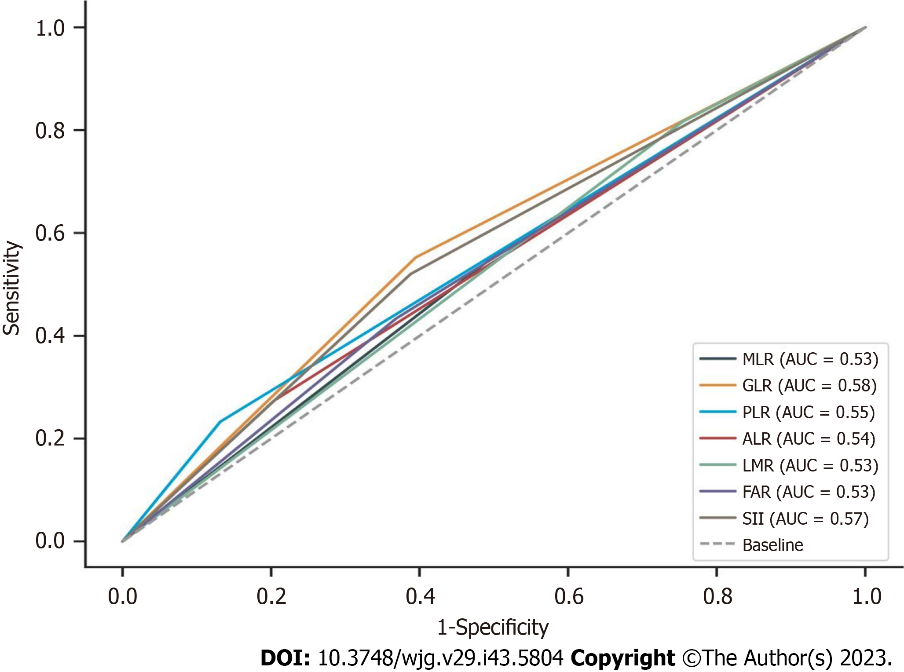 1.0
0.8
0.6
0.4
0.2
0.0
Sensitivity
MLR (AUC = 0.53)
GLR (AUC = 0.58)
PLR (AUC = 0.55)
ALR (AUC = 0.54)
LMR (AUC = 0.53)
FAR (AUC = 0.53)
SII (AUC = 0.57)
Baseline
0.0 0.2 0.4 0.6 0.8 1.0
1-Specificity
DOI: 10.3748/wjg.v29.i43.5804 Copyright ©The Author(s) 2023.